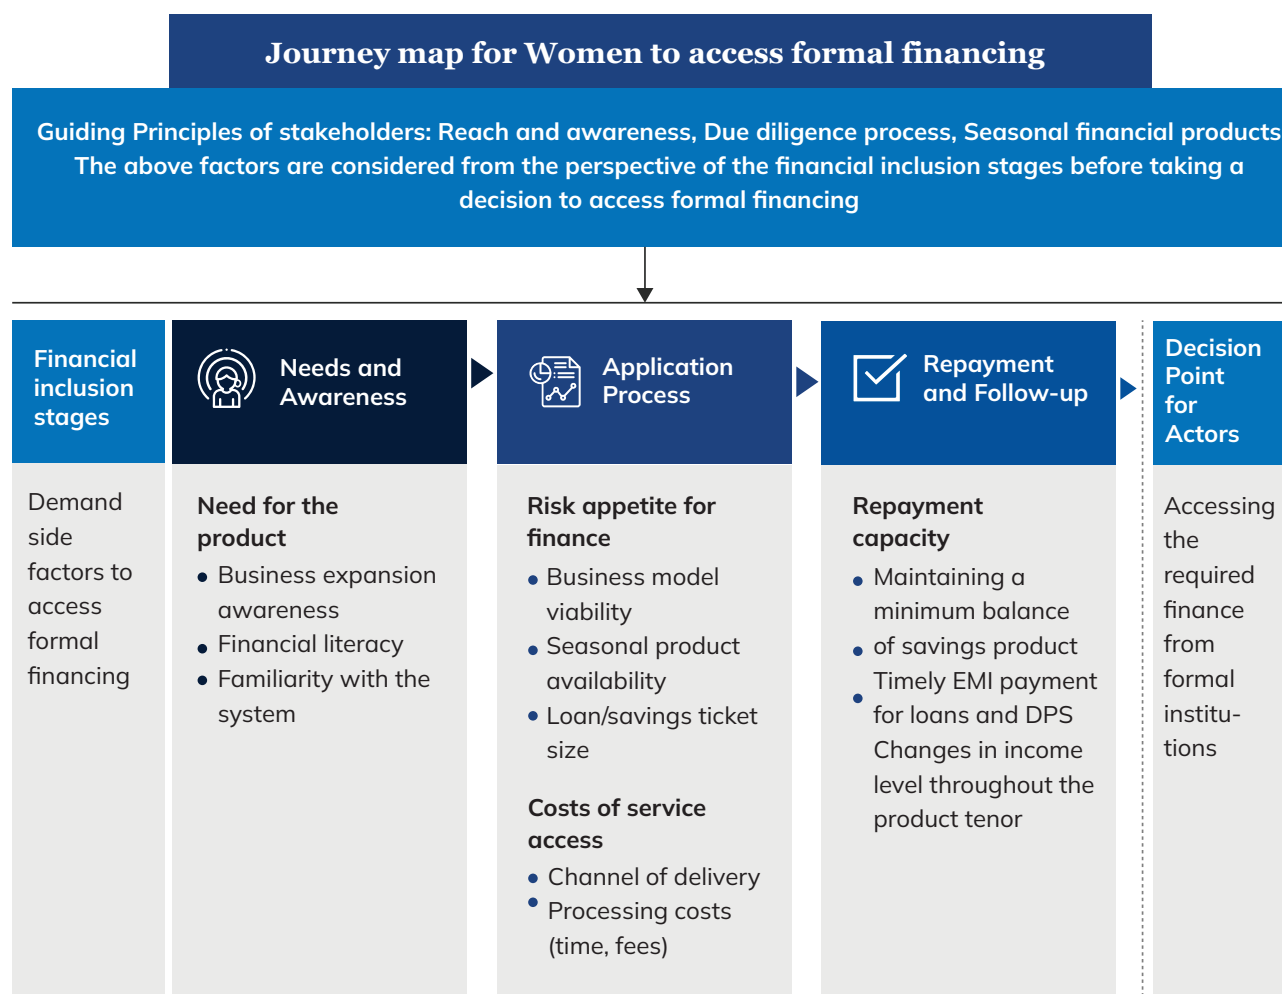 Journey map for Women to access formal financing
Guiding Principles of stakeholders: Reach and awareness, Due diligence process, Seasonal financial products
The above factors are considered from the perspective of the financial inclusion stages before taking a
decision to access formal financing
Financial
inclusion
stages
Needs and
Awareness
Application
Process
Repayment
and Follow-up
Decision
Point
for
Actors
Demand
side
factors to
access
formal
financing
Need for the
product
• Business expansion
awareness
• Financial literacy
• Familiarity with the
system
Risk appetite for
finance
• Business model
viability
• Seasonal product
availability
• Loan/savings ticket
size
Costs of service
access
• Channel of delivery
• Processing costs
(time, fees)
Repayment
capacity
• Maintaining a
minimum balance
• of savings product
Timely EMI payment
• for loans and DPS
Changes in income
level throughout the
product tenor
Accessing
the
required
finance
from
formal
institu-
tions